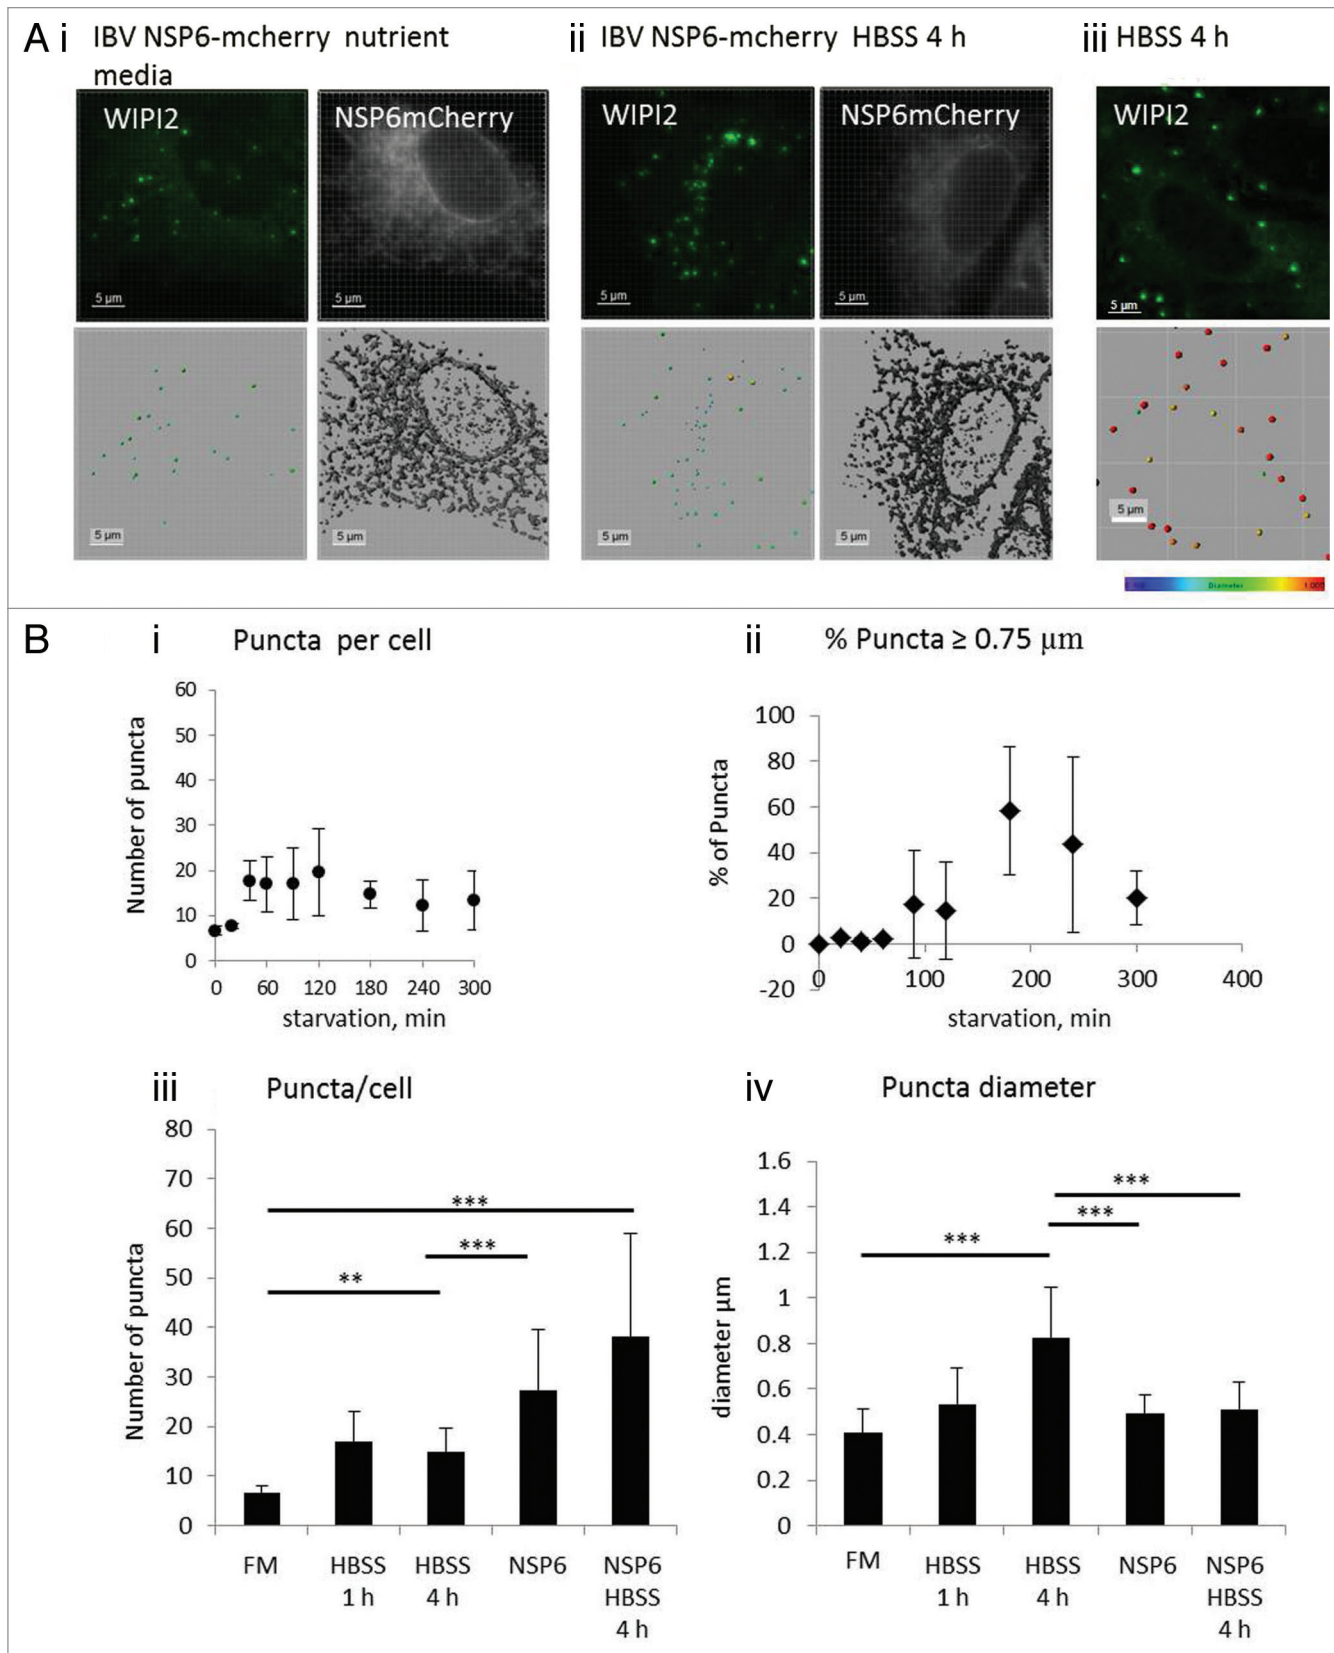 A i IBV NSP6-mcherry nutrient media
ii IBV NSP6-mcherry HBSS 4 h
iii HBSS 4 h
WIPI2
NSP6mCherry
WIPI2
NSP6mCherry
WIPI2
5 µm
5 µm
5 µm
5 µm
5 µm
5 µm
5 µm
5 µm
5 µm
5 µm
Diameter 1.000
B i Puncta per cell
Number of puncta
60
50
40
30
20
10
0
0 60 120 180 240 300
starvation, min
ii % Puncta ≥ 0.75 µm
% of Puncta
100
80
60
40
20
0
-20
0 100 200 300 400
starvation, min
iii Puncta/cell
Number of puncta
80
70
60
50
40
30
20
10
0
***
***
**
FM
HBSS 1 h
HBSS 4 h
NSP6
NSP6 HBSS 4 h
iv Puncta diameter
diameter µm
1.6
1.4
1.2
1
0.8
0.6
0.4
0.2
0
***
***
***
FM
HBSS 1 h
HBSS 4 h
NSP6
NSP6 HBSS 4 h